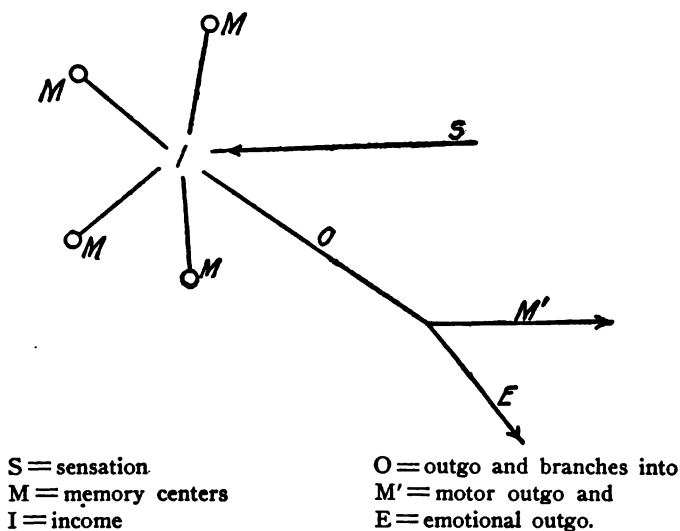 M
M
I
S
M
M
O
M'
E
S = sensation
M = memory centers
I = income
O = outgo and branches into
M' = motor outgo and
E = emotional outgo.